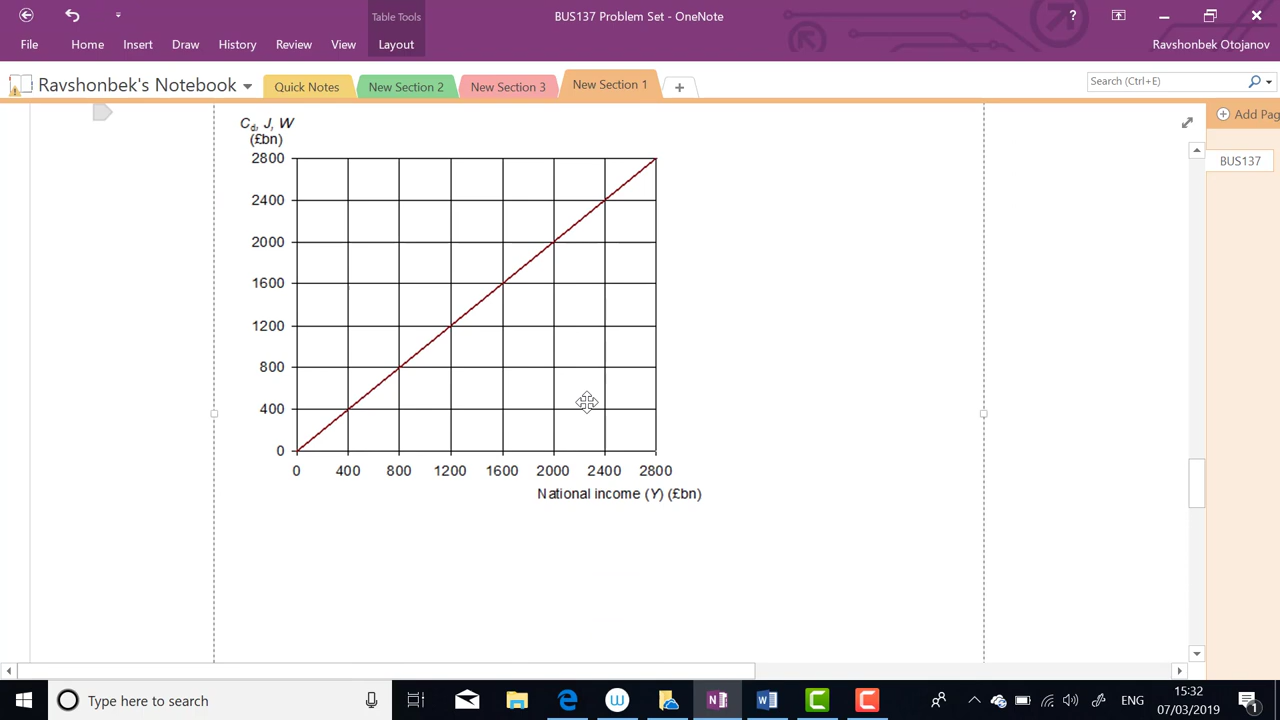 Table Tools
BUS137 Problem Set - OneNote
?
File Home Insert Draw History Review View Layout
Ravshonbek Otojanov
Ravshonbek's Notebook Quick Notes New Section 2 New Section 3 New Section 1 +
Search (Ctrl+E)
Add Pag
BUS137
Cd, J, W
(£bn)
2800
2400
2000
1600
1200
800
400
0
0 400 800 1200 1600 2000 2400 2800
National income (Y) (£bn)
Type here to search
ENG
15:32
07/03/2019
1